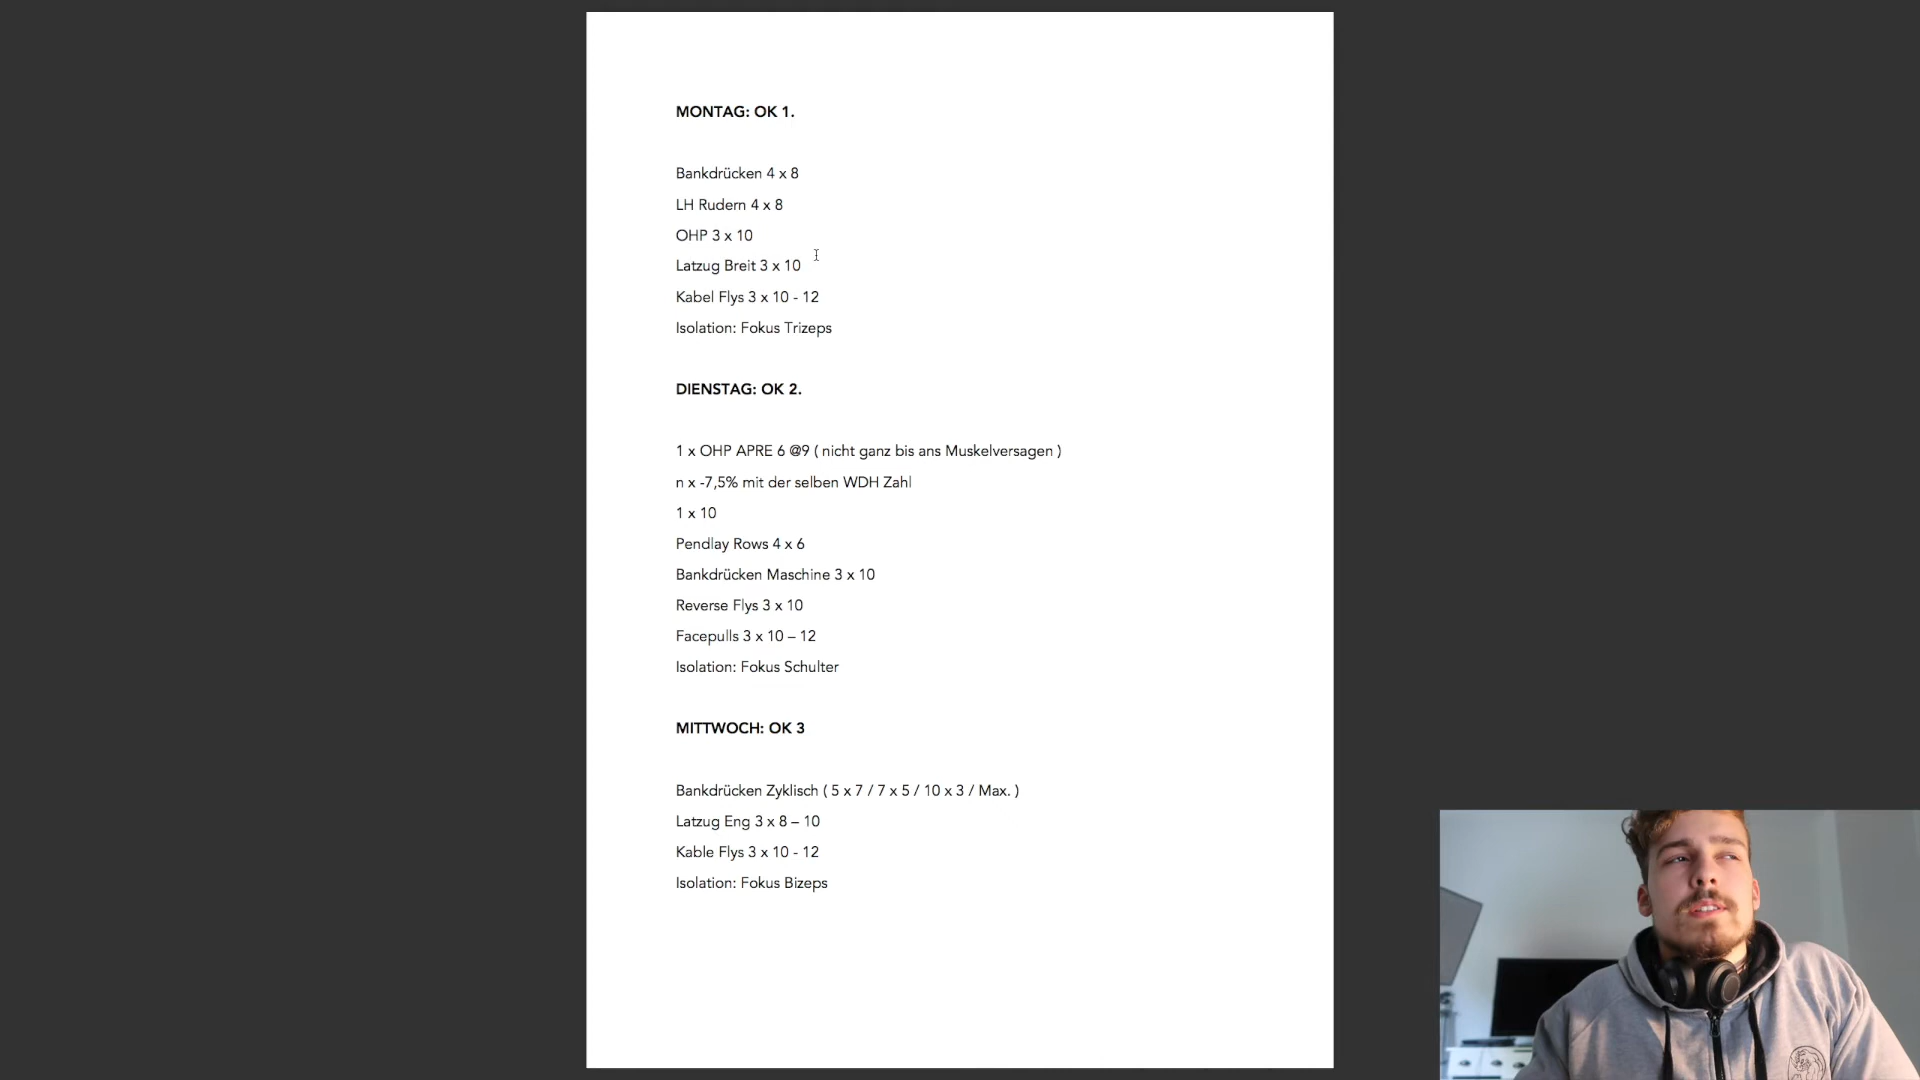 MONTAG: OK 1.
Bankdrücken 4 x 8
LH Rudern 4 x 8
OHP 3 x 10
Latzug Breit 3 x 10
Kabel Flys 3 x 10 - 12
Isolation: Fokus Trizeps
DIENSTAG: OK 2.
1 x OHP APRE 6 @9 ( nicht ganz bis ans Muskelversagen )
n x -7,5% mit der selben WDH Zahl
1 x 10
Pendlay Rows 4 x 6
Bankdrücken Maschine 3 x 10
Reverse Flys 3 x 10
Facepulls 3 x 10 – 12
Isolation: Fokus Schulter
MITTWOCH: OK 3
Bankdrücken Zyklisch ( 5 x 7 / 7 x 5 / 10 x 3 / Max. )
Latzug Eng 3 x 8 – 10
Kable Flys 3 x 10 - 12
Isolation: Fokus Bizeps